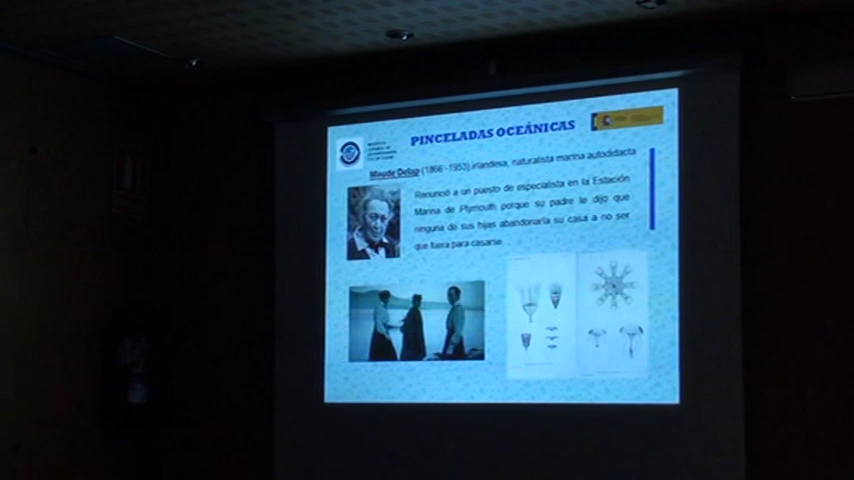 PINCELADAS OCEÁNICAS
Maude Delap (1866 -1953) irlandesa, naturalista marina autodidacta
Renunció a un puesto de especialista en la Estación
Marina de Plymouth porque su padre le dijo que
ninguna de sus hijas abandonaría su casa a no ser
que fuera para casarse